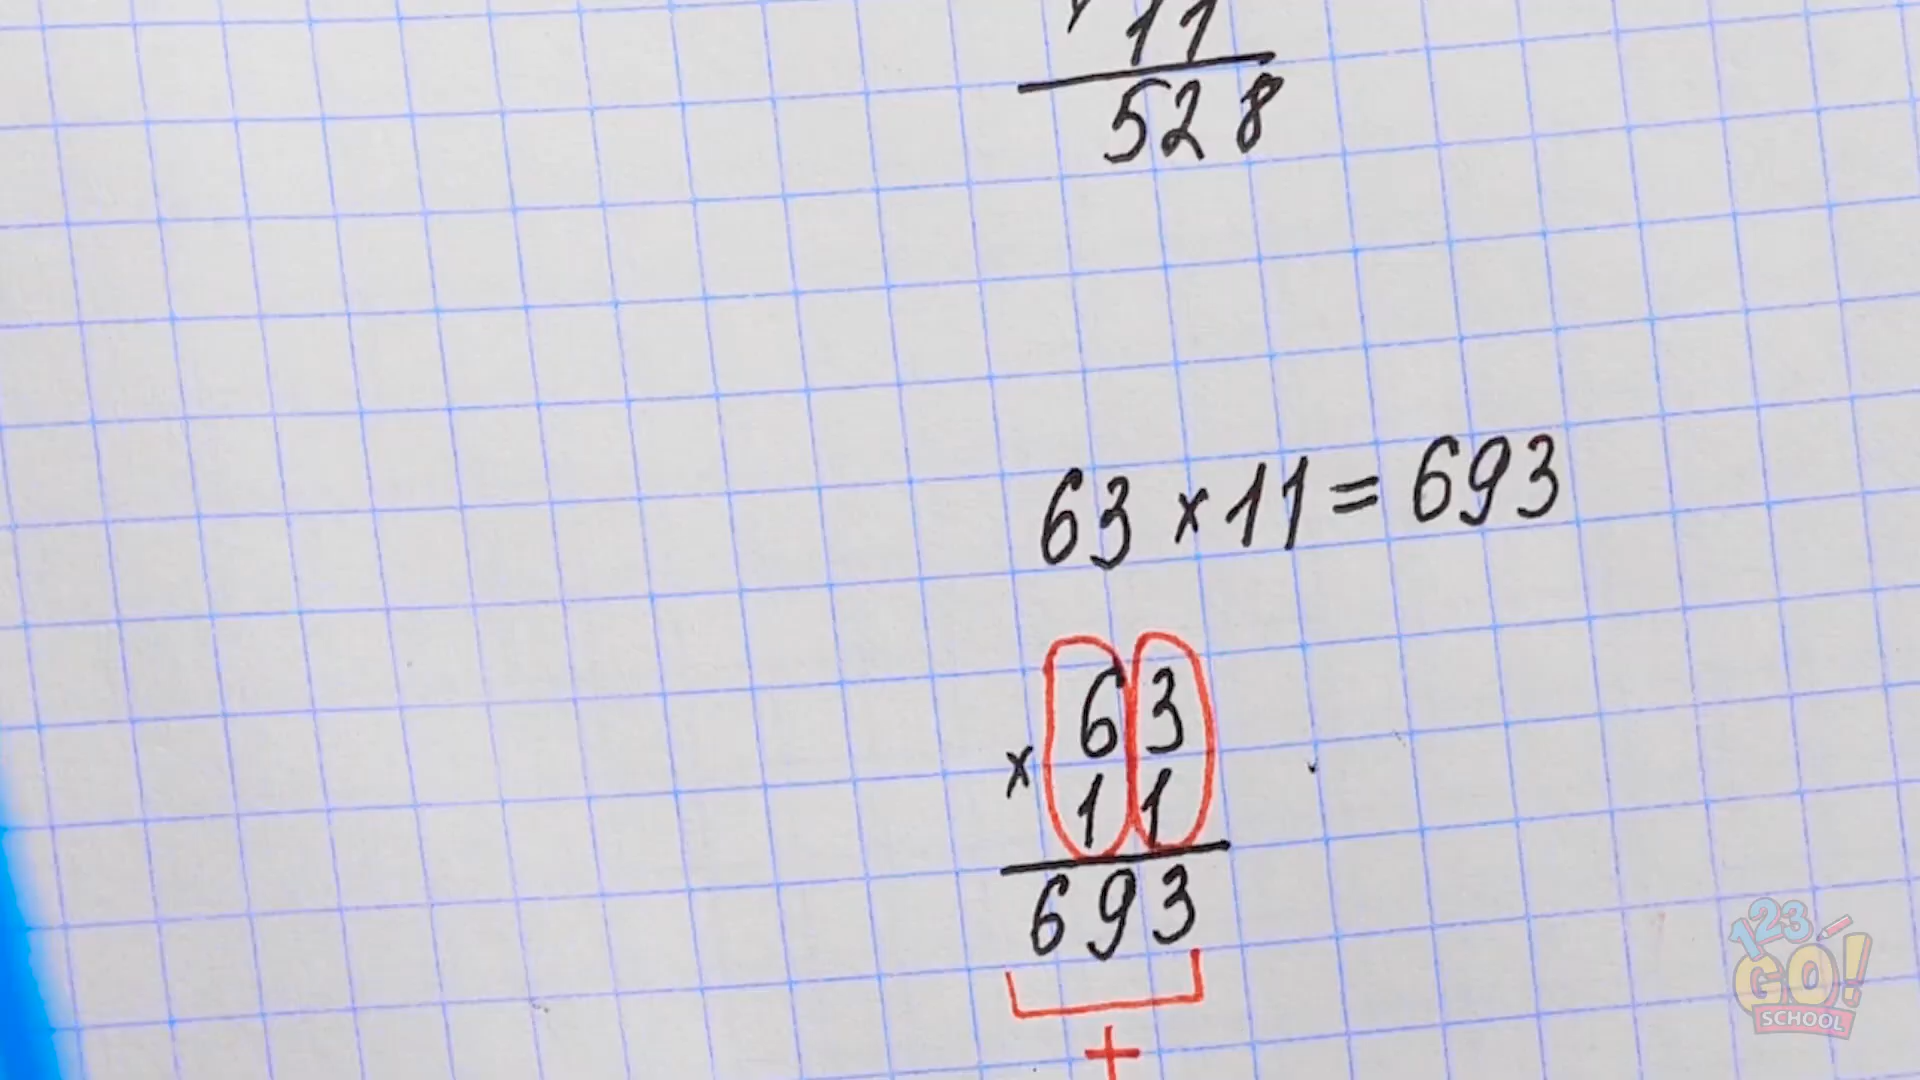 11
528
63 × 11 = 693
63
×
11
693
+
123
GO!
SCHOOL